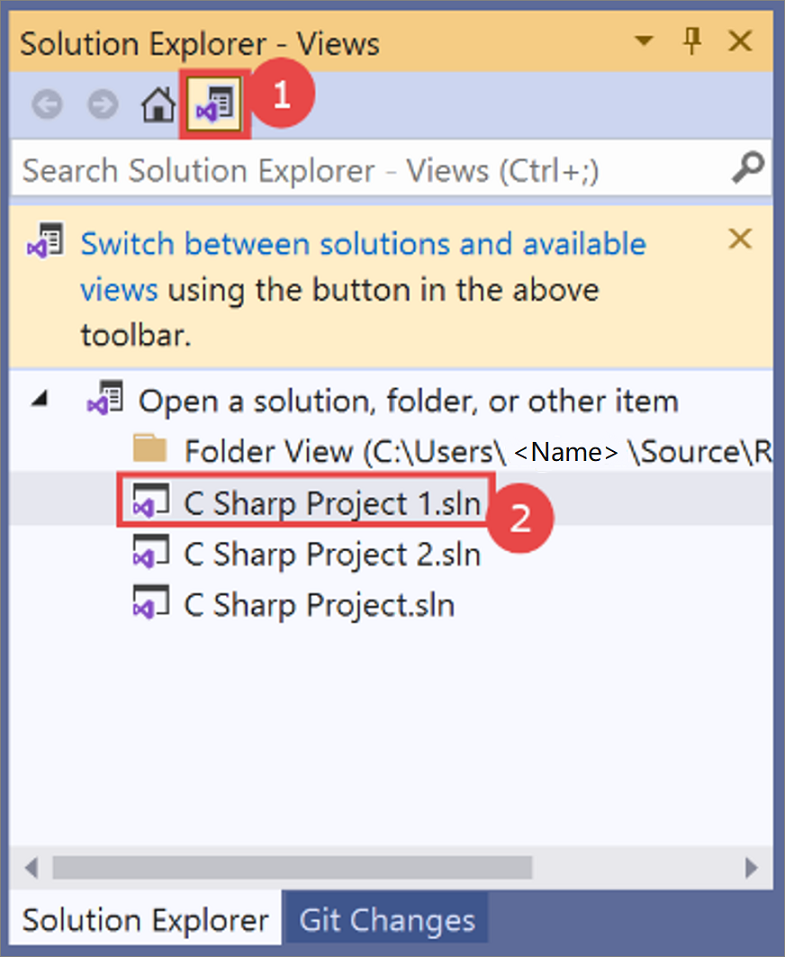 Solution Explorer - Views
1
Search Solution Explorer - Views (Ctrl+;)
Switch between solutions and available
views using the button in the above
toolbar.
Open a solution, folder, or other item
Folder View (C:\Users\ <Name> \Source\R
C Sharp Project 1.sln
2
C Sharp Project 2.sln
C Sharp Project.sln
Solution Explorer
Git Changes